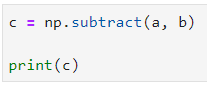 c = np.subtract(a, b)
print(c)